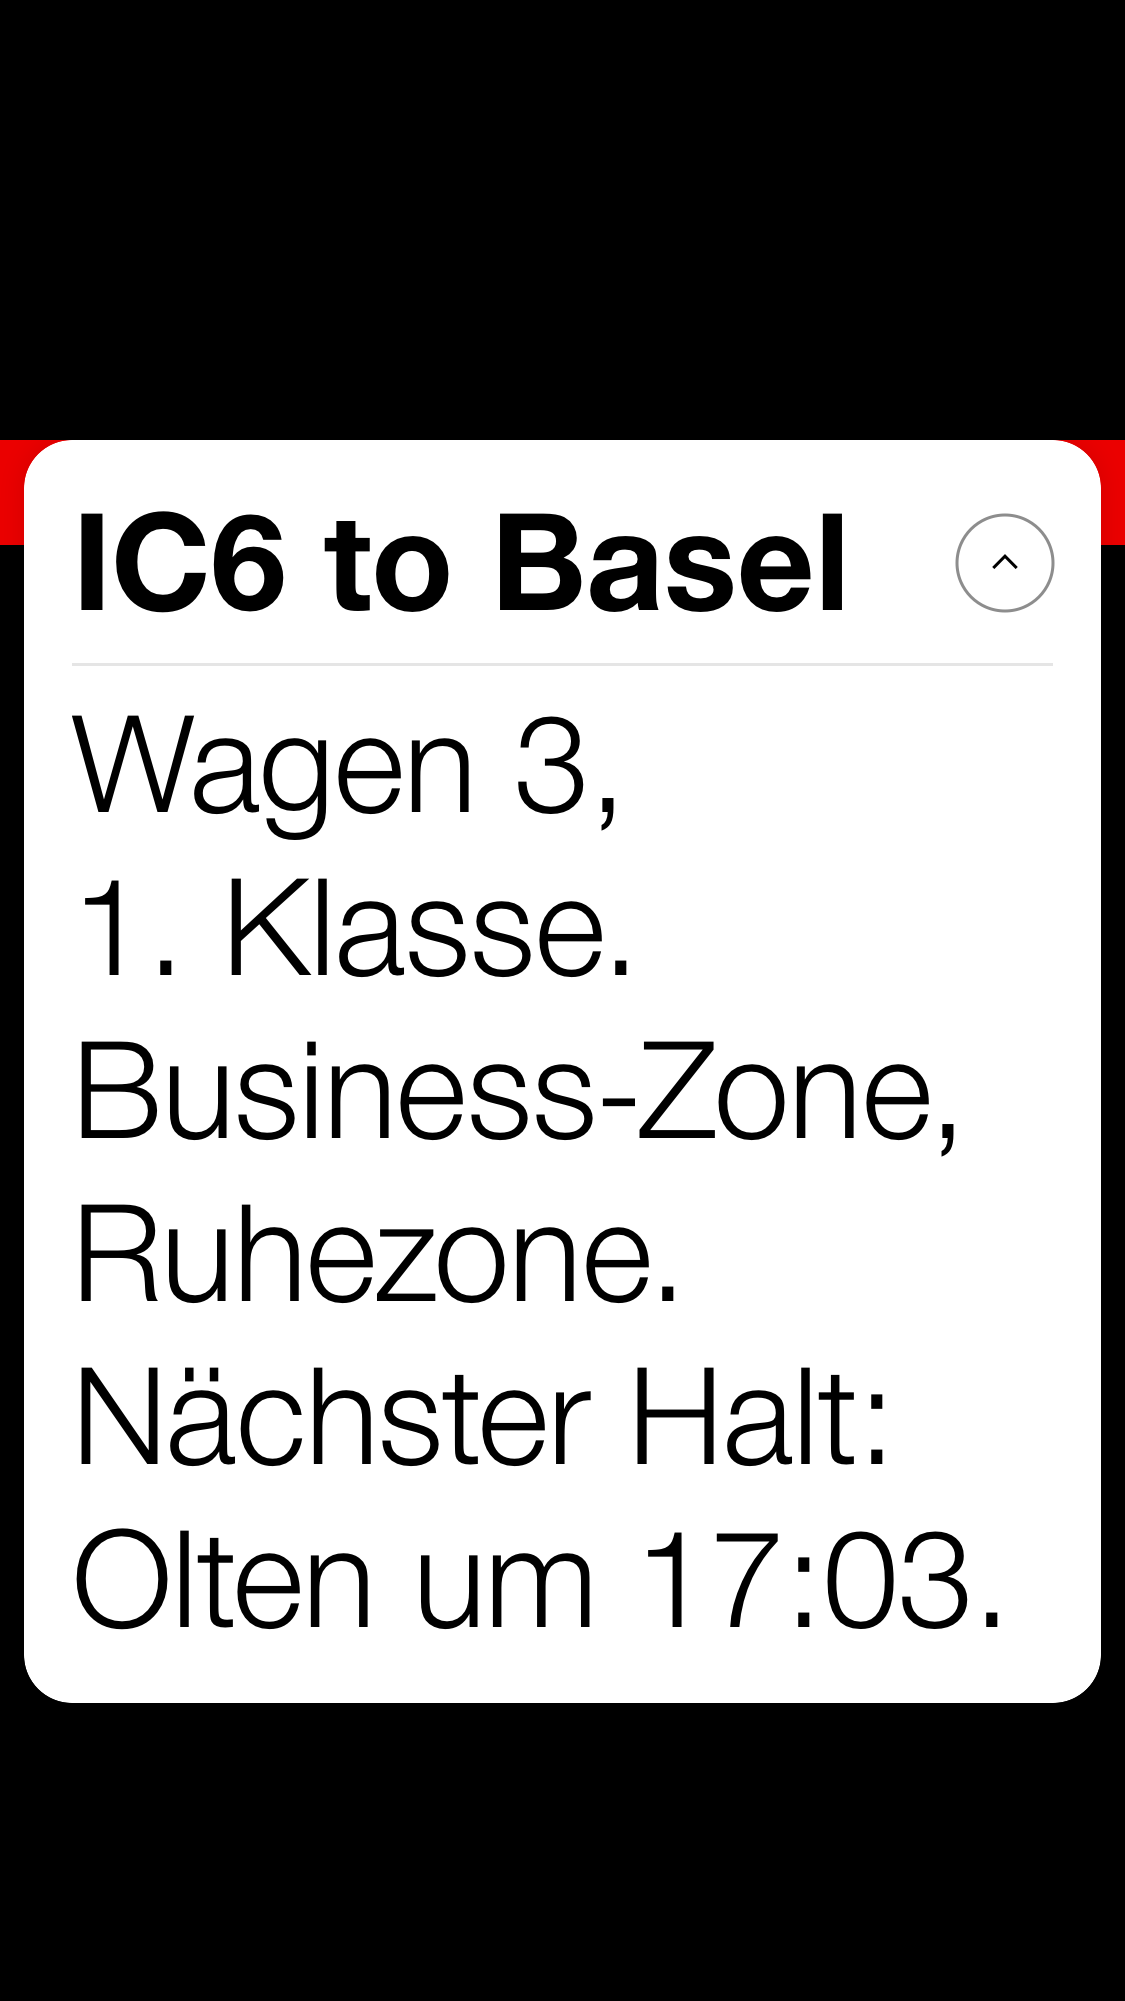 IC6 to Basel
Wagen 3,
1. Klasse.
Business-Zone,
Ruhezone.
Nächster Halt:
Olten um 17:03.